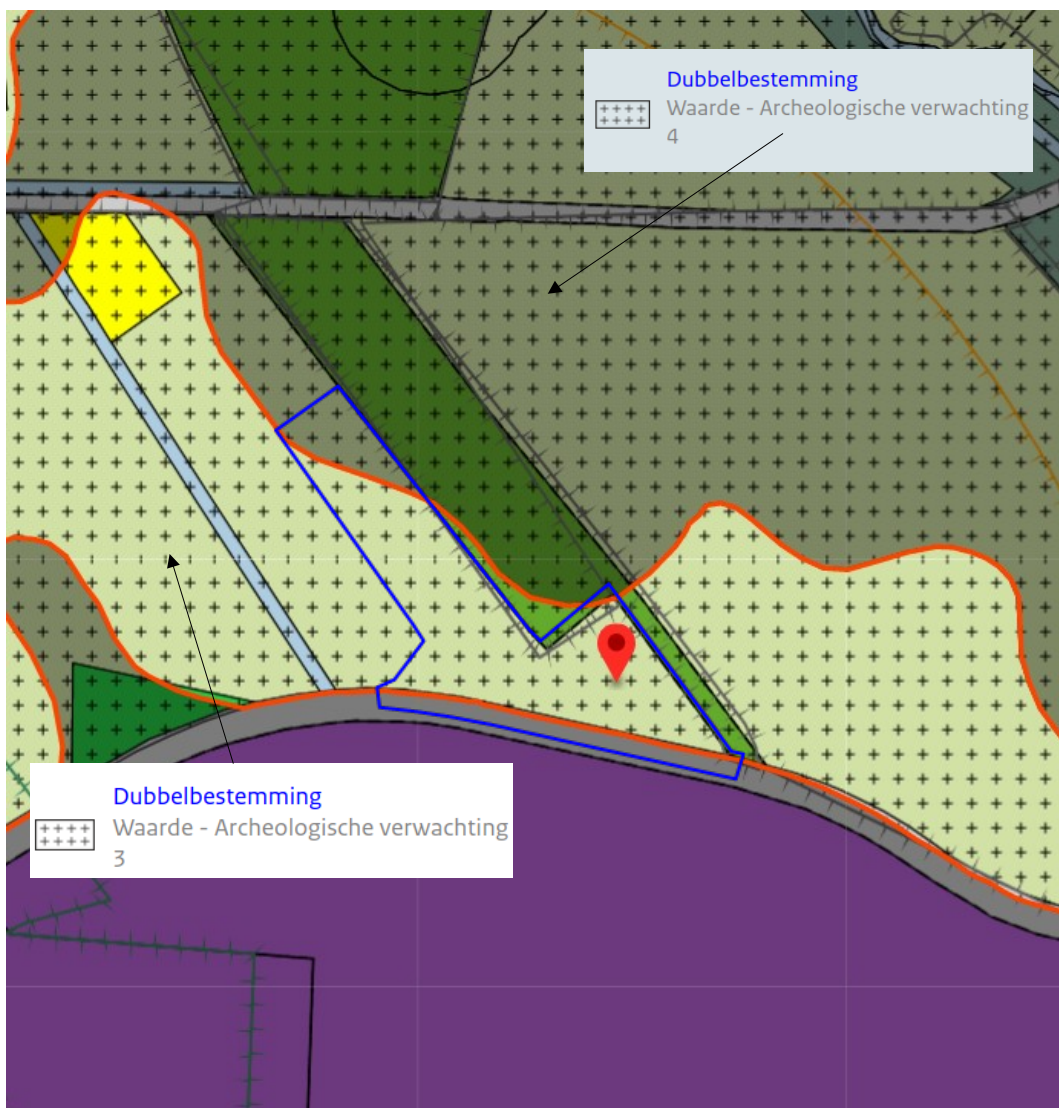 Dubbelbestemming
Waarde - Archeologische verwachting
4
Dubbelbestemming
Waarde - Archeologische verwachting
3